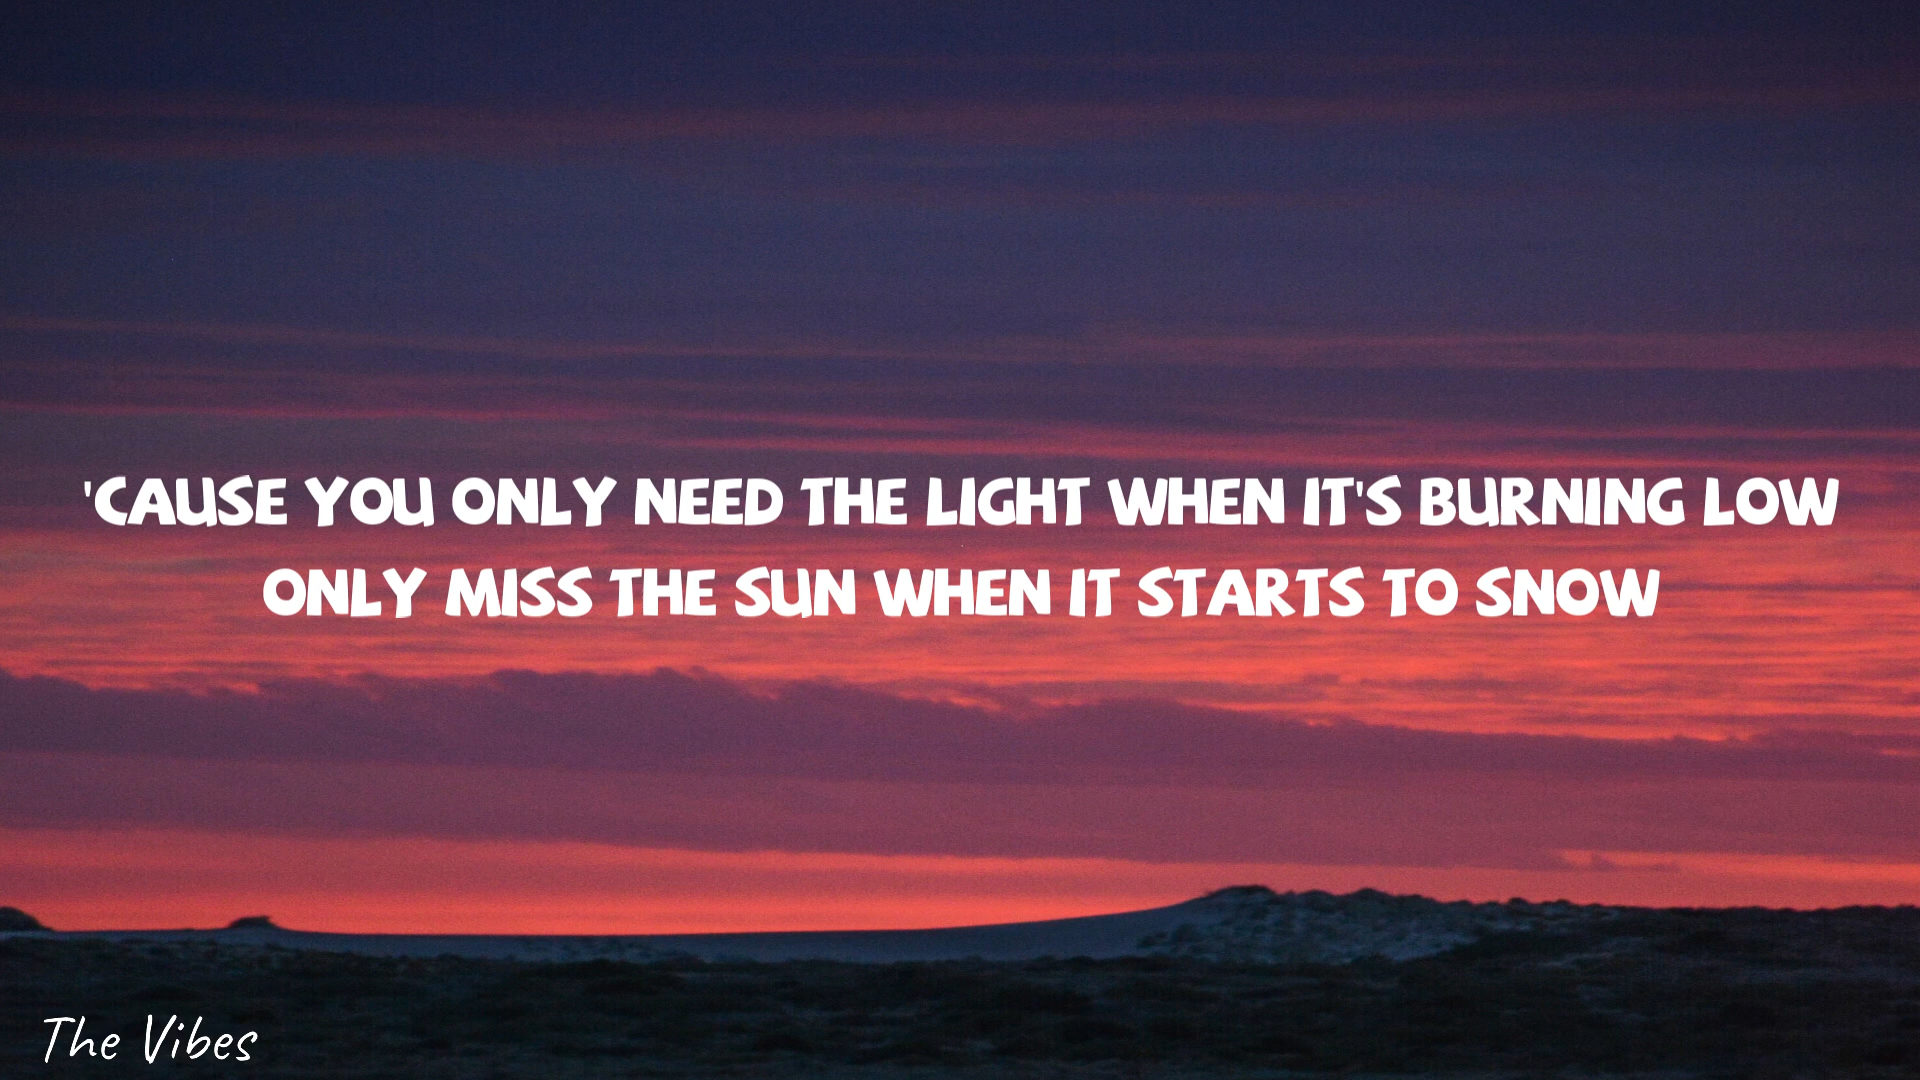 'CAUSE YOU ONLY NEED THE LIGHT WHEN IT'S BURNING LOW
ONLY MISS THE SUN WHEN IT STARTS TO SNOW
The Vibes